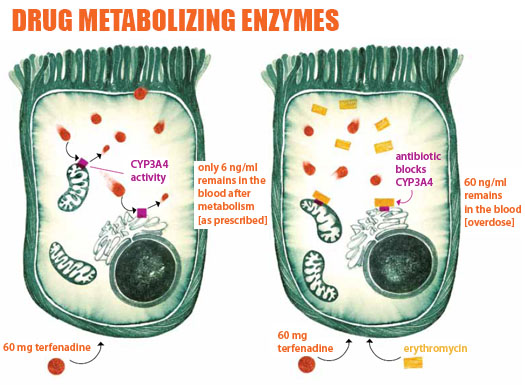 DRUG METABOLIZING ENZYMES
CYP3A4
activity
only 6 ng/ml
remains in the
blood after
metabolism
[as prescribed]
60 mg terfenadine
antibiotic
blocks
CYP3A4
60 ng/ml
remains
in the blood
[overdose]
60 mg
terfenadine
erythromycin